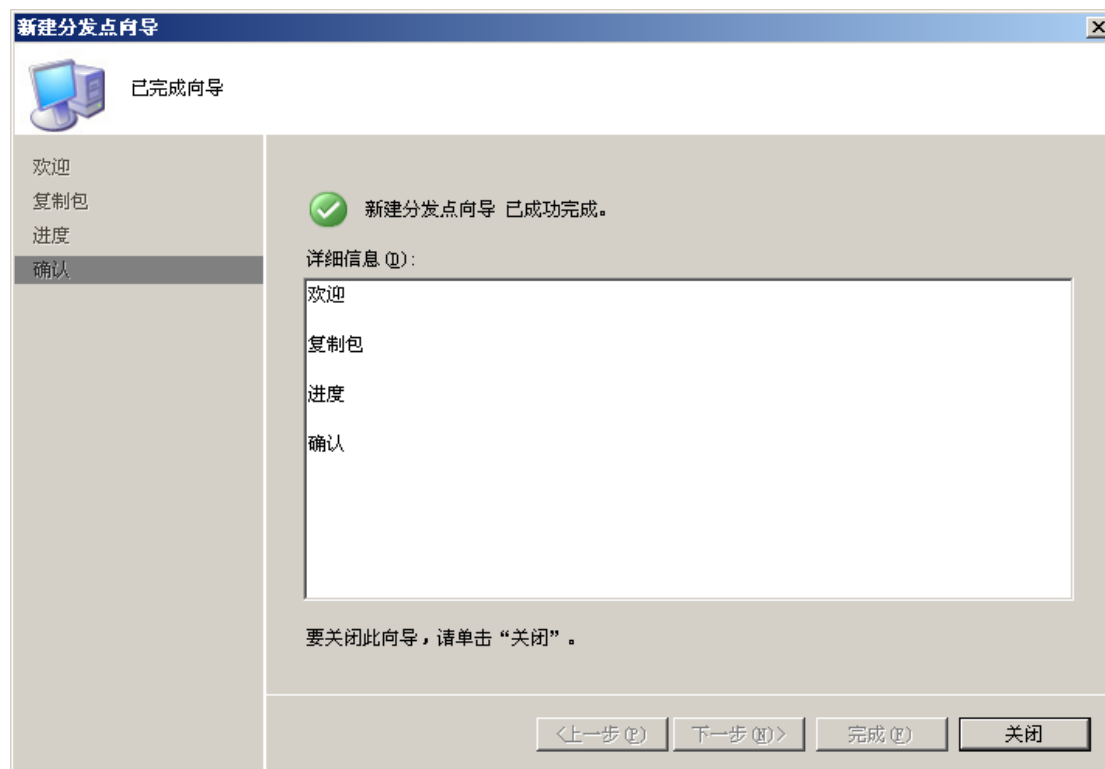 新建分发点向导
已完成向导
欢迎
复制包
进度
确认
新建分发点向导 已成功完成。
详细信息(D):
欢迎
复制包
进度
确认
要关闭此向导，请单击“关闭”。
<上一步(P)
下一步(N)>
完成(F)
关闭